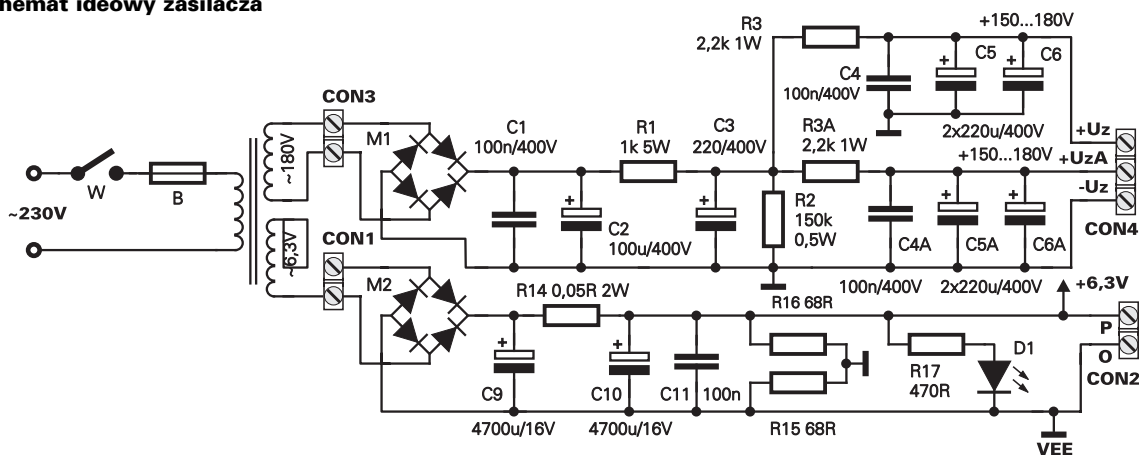 hemat ideowy zasilacza
R3
2,2k 1W
+150...180V
C5
C6
C4
100n/400V
CON3
M1
C1
100n/400V
R1
1k 5W
C3
220/400V
R3A
2,2k 1W
2x220u/400V
+150...180V
+Uz
+UzA
-Uz
CON4
W
B
~180V
~230V
+
+
+
+
+
+
C2
100u/400V
R2
150k
0,5W
C4A
C5A
C6A
~6,3V
CON1
M2
R14 0,05R 2W
100n/400V
2x220u/400V
+6,3V
R16 68R
P
O
CON2
+
+
C9
C10
C11
100n
R17
470R
D1
4700u/16V
4700u/16V
R15 68R
VEE